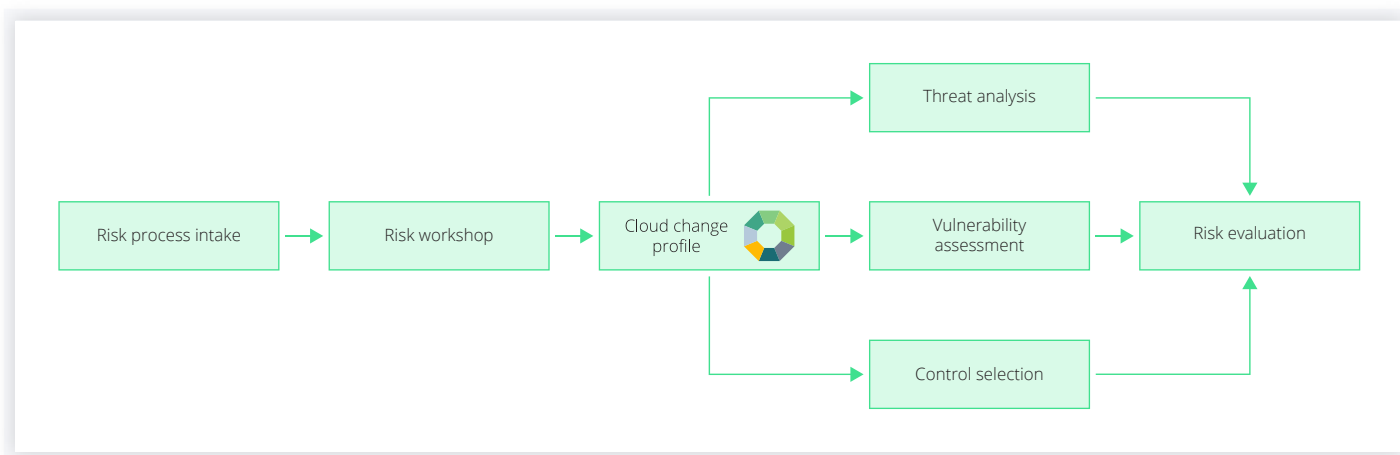 Threat analysis
Risk process intake
Risk workshop
Cloud change
profile
Vulnerability
assessment
Risk evaluation
Control selection